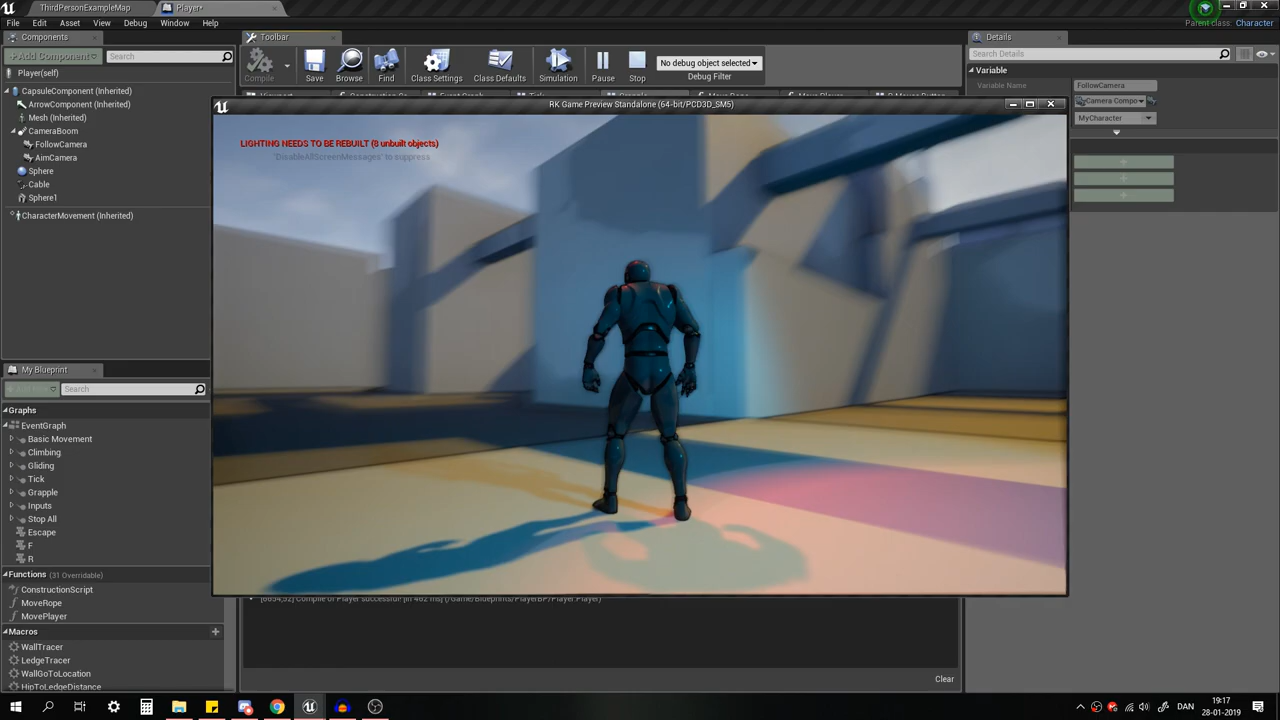 ThirdPersonExampleMap
Player*
File Edit Asset View Debug Window Help
Parent class: Character
Components
+Add Component
Search
Player(self)
CapsuleComponent (Inherited)
ArrowComponent (Inherited)
Mesh (Inherited)
CameraBoom
FollowCamera
AimCamera
Sphere
Cable
Sphere1
CharacterMovement (Inherited)
Toolbar
Compile Save Browse Find Class Settings Class Defaults Simulation Pause Stop
No debug object selected
Debug Filter
Details
Search Details
Variable
Variable Name FollowCamera
Camera Compo
MyCharacter
RK Game Preview Standalone (64-bit/PCD3D_SM5)
LIGHTING NEEDS TO BE REBUILT (8 unbuilt objects)
'DisableAllScreenMessages' to suppress
My Blueprint
Search
Graphs
EventGraph
Basic Movement
Climbing
Gliding
Tick
Grapple
Inputs
Stop All
Escape
F
R
Functions (31 Overridable)
ConstructionScript
MoveRope
MovePlayer
Macros
WallTracer
LedgeTracer
WallGoToLocation
HipToLedgeDistance
Clear
DAN
19:17
28-01-2019